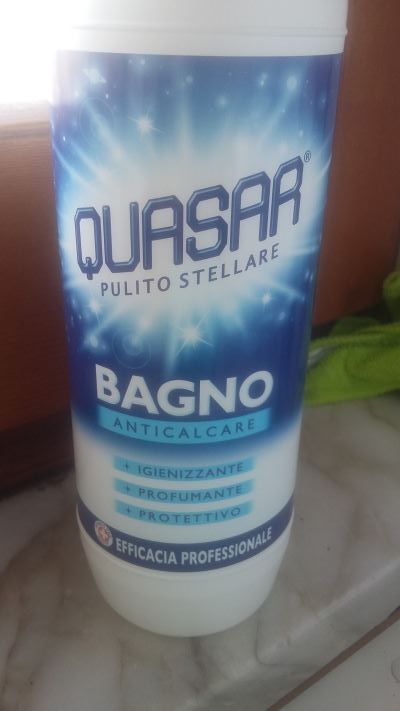 QUASAR®
PULITO STELLARE
BAGNO
ANTICALCARE
+ IGIENIZZANTE
+ PROFUMANTE
+ PROTETTIVO
EFFICACIA PROFESSIONALE